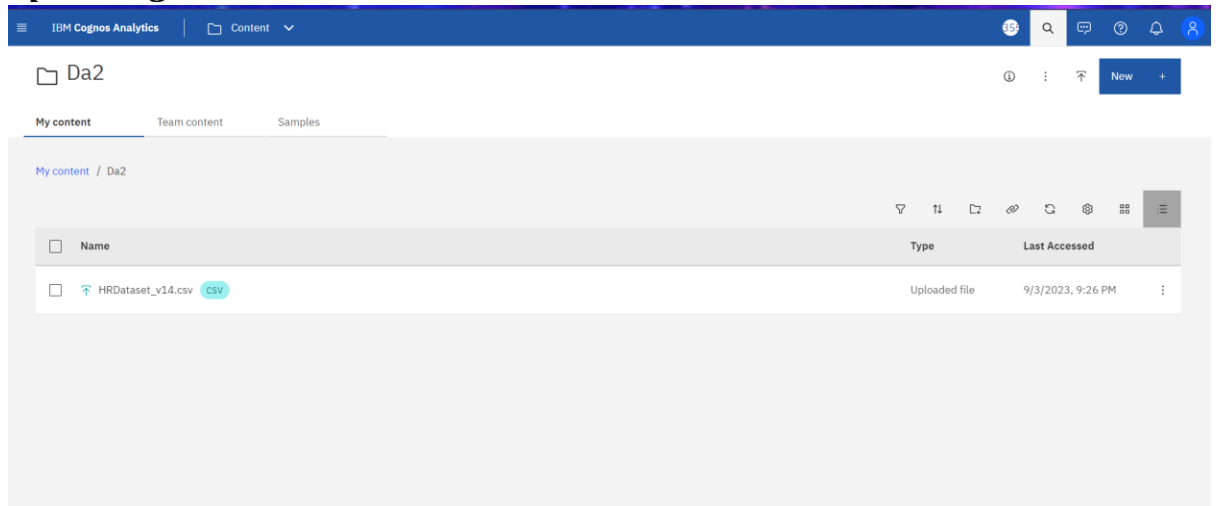 IBM Cognos Analytics
Content
Da2
New +
My content
Team content
Samples
My content / Da2
Name
Type
Last Accessed
HRDataset_v14.csv
CSV
Uploaded file
9/3/2023, 9:26 PM